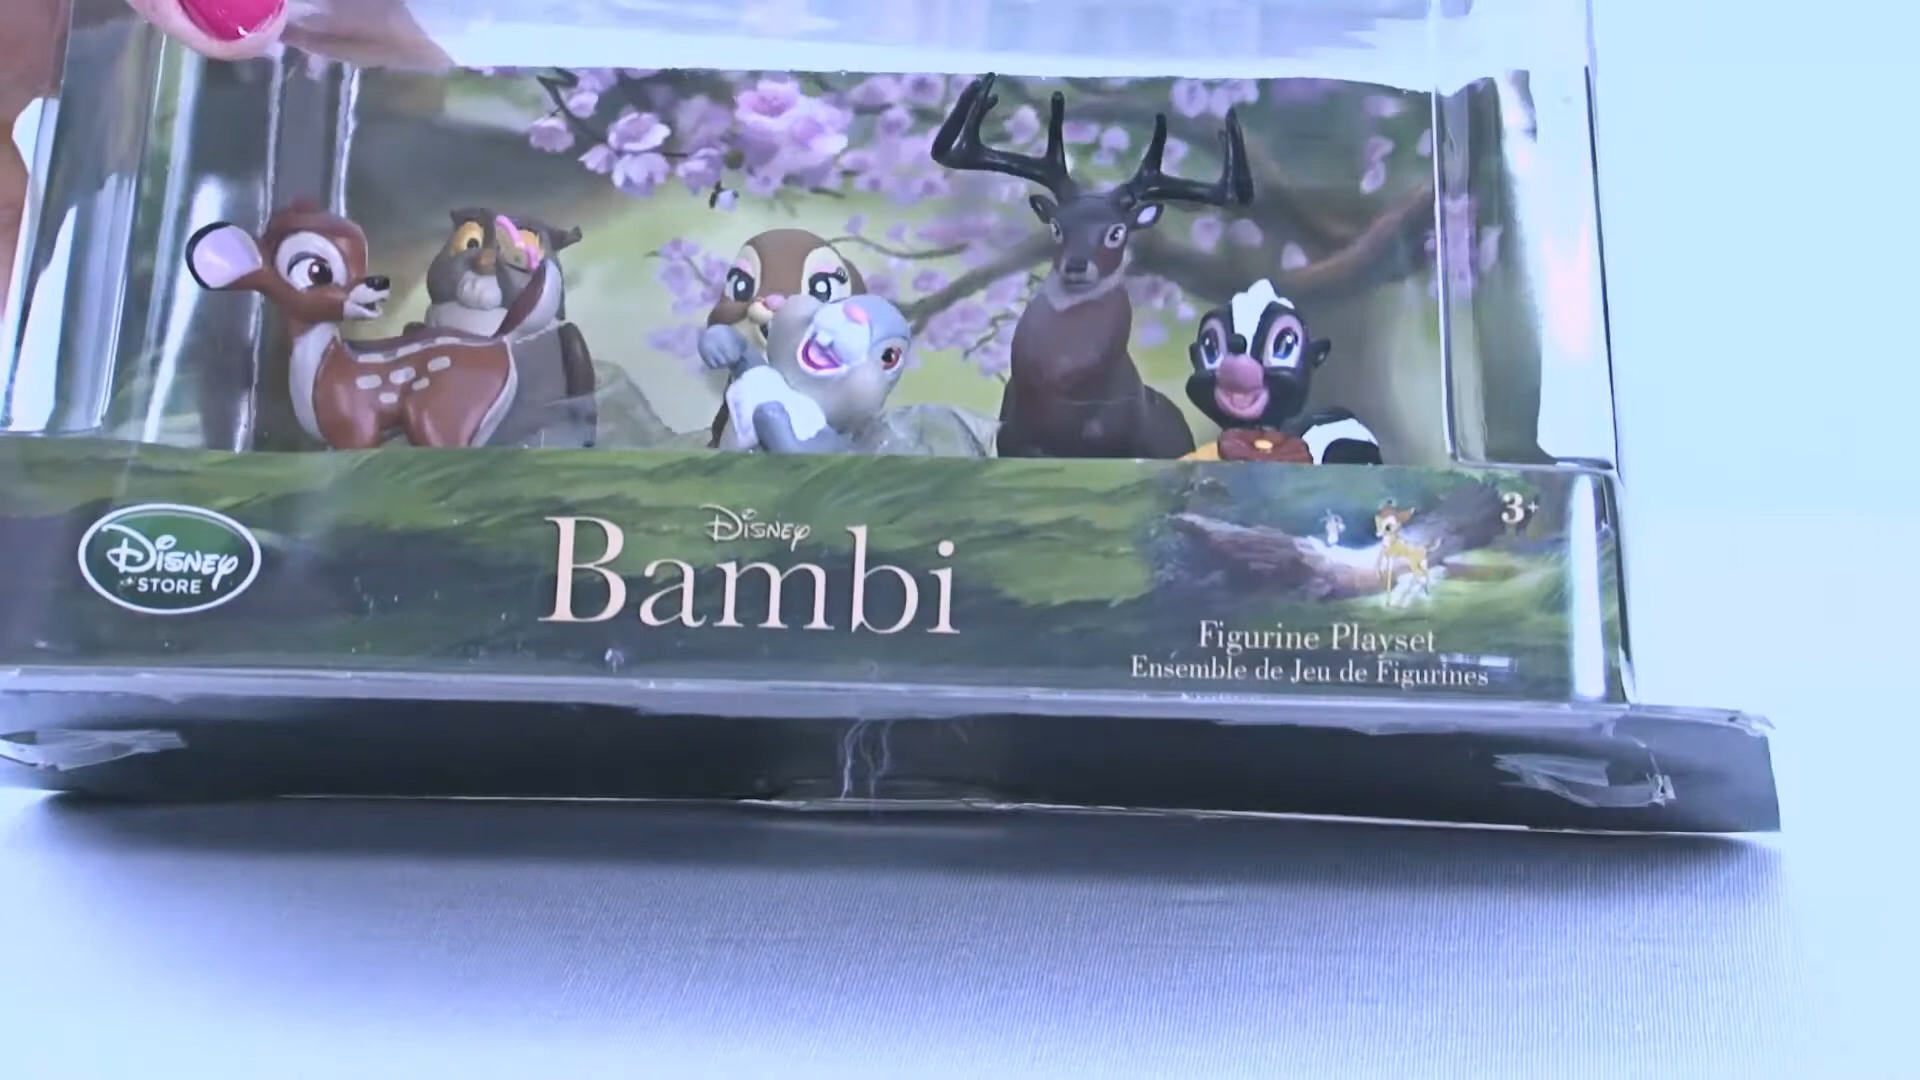 Disney
STORE
Disney
Bambi
3+
Figurine Playset
Ensemble de Jeu de Figurines